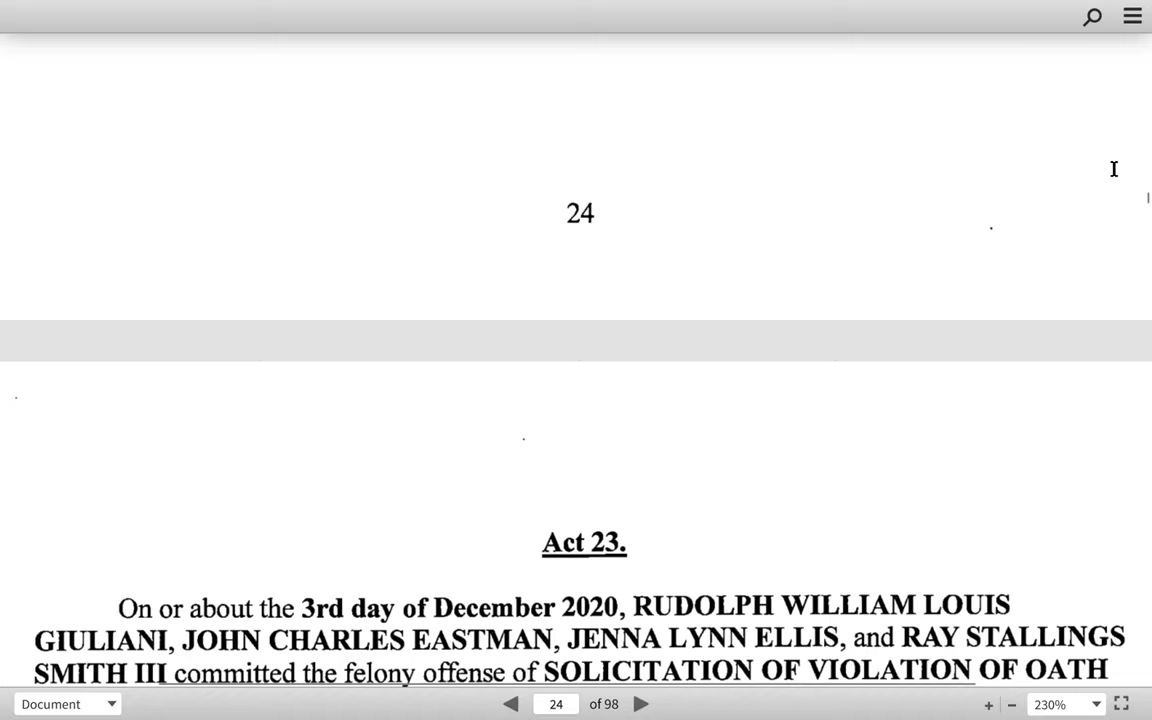 24
Act 23.
On or about the 3rd day of December 2020, RUDOLPH WILLIAM LOUIS
GIULIANI, JOHN CHARLES EASTMAN, JENNA LYNN ELLIS, and RAY STALLINGS
SMITH III committed the felony offense of SOLICITATION OF VIOLATION OF OATH
Document 24 of 98 + − 230%